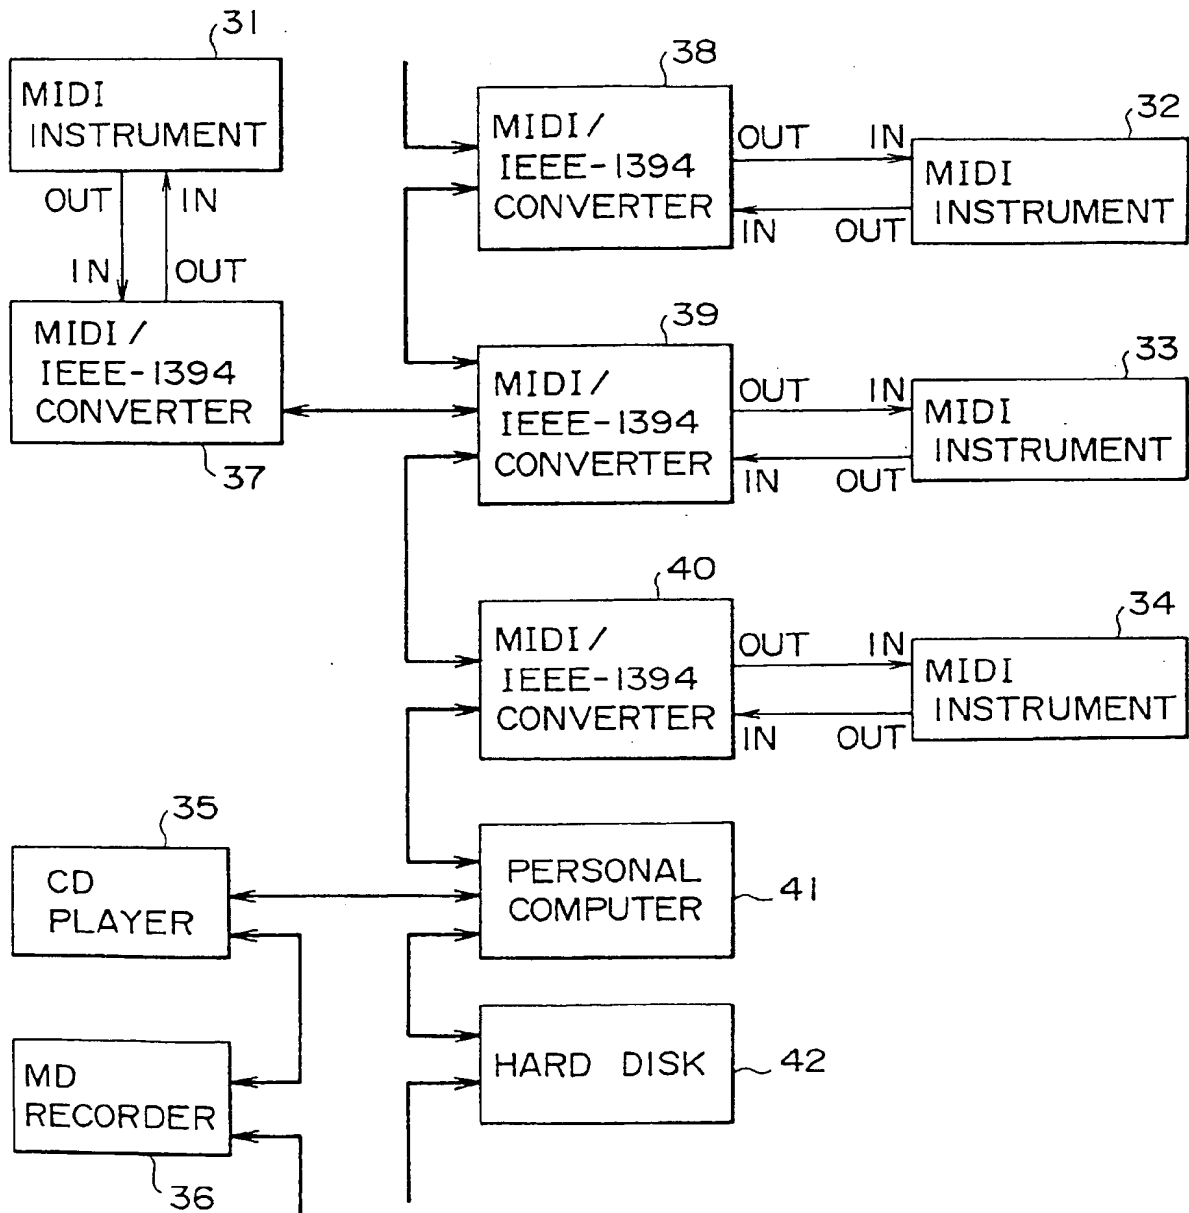 31
MIDI
INSTRUMENT
OUT
IN
IN
OUT
MIDI/
IEEE-1394
CONVERTER
37
38
MIDI/
IEEE-1394
CONVERTER
OUT
IN
IN
OUT
32
MIDI
INSTRUMENT
39
MIDI/
IEEE-1394
CONVERTER
OUT
IN
IN
OUT
33
MIDI
INSTRUMENT
40
MIDI/
IEEE-1394
CONVERTER
OUT
IN
IN
OUT
34
MIDI
INSTRUMENT
35
CD
PLAYER
PERSONAL
COMPUTER
41
MD
RECORDER
36
HARD DISK
42